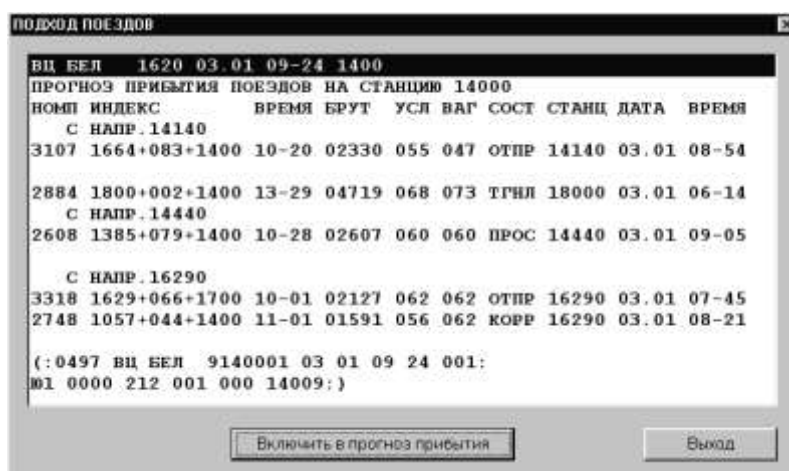 ПОДХОД ПОЕЗДОВ
ВЦ БЕЛ 1620 03.01 09-24 1400
ПРОГНОЗ ПРИБЫТИЯ ПОЕЗДОВ НА СТАНЦИЮ 14000
НОМП ИНДЕКС ВРЕМЯ БРУТ УСЛ ВАГ СОСТ СТАНЦ ДАТА ВРЕМЯ
С НАПР.14140
3107 1664+083+1400 10-20 02330 055 047 ОТПР 14140 03.01 08-54
2884 1800+002+1400 13-29 04719 068 073 ТГНЛ 18000 03.01 06-14
С НАПР.14440
2608 1385+079+1400 10-28 02607 060 060 ПРОС 14440 03.01 09-05
С НАПР.16290
3318 1629+066+1700 10-01 02127 062 062 ОТПР 16290 03.01 07-45
2748 1057+044+1400 11-01 01591 056 062 КОРР 16290 03.01 08-21
(:0497 ВЦ БЕЛ 9140001 03 01 09 24 001:
Ю1 0000 212 001 000 14009:)
Включить в прогноз прибытия
Выход